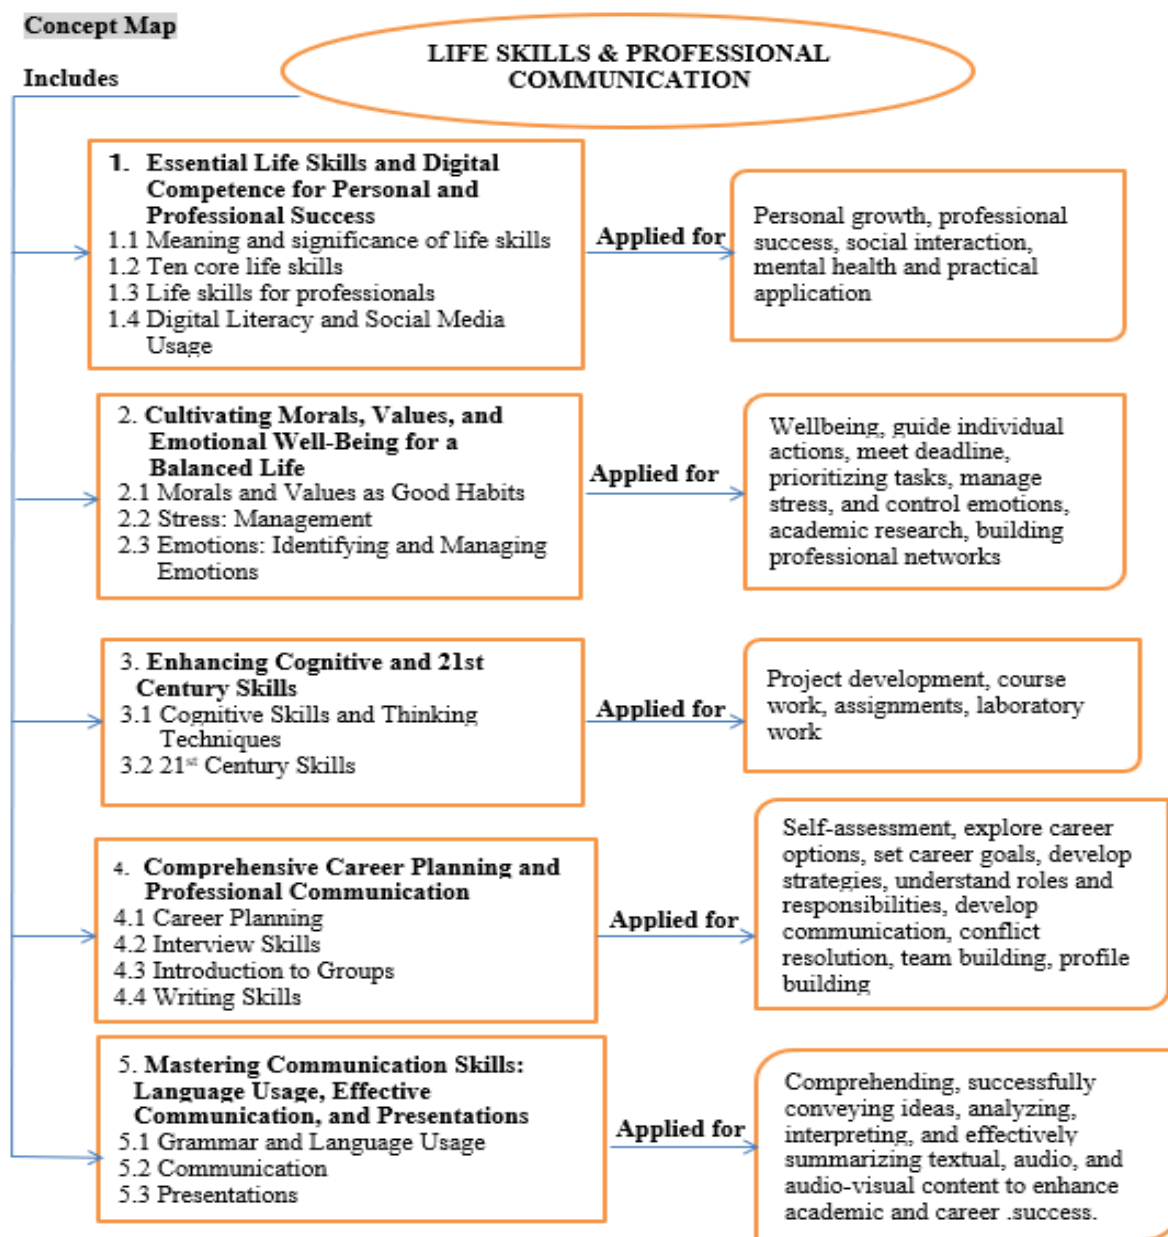 Concept Map
LIFE SKILLS & PROFESSIONAL
COMMUNICATION
Includes
1. Essential Life Skills and Digital
Competence for Personal and
Professional Success
1.1 Meaning and significance of life skills
1.2 Ten core life skills
1.3 Life skills for professionals
1.4 Digital Literacy and Social Media
Usage
Applied for
Personal growth, professional
success, social interaction,
mental health and practical
application
2. Cultivating Morals, Values, and
Emotional Well-Being for a
Balanced Life
2.1 Morals and Values as Good Habits
2.2 Stress: Management
2.3 Emotions: Identifying and Managing
Emotions
Applied for
Wellbeing, guide individual
actions, meet deadline,
prioritizing tasks, manage
stress, and control emotions,
academic research, building
professional networks
3. Enhancing Cognitive and 21st
Century Skills
3.1 Cognitive Skills and Thinking
Techniques
3.2 21st Century Skills
Applied for
Project development, course
work, assignments, laboratory
work
4. Comprehensive Career Planning and
Professional Communication
4.1 Career Planning
4.2 Interview Skills
4.3 Introduction to Groups
4.4 Writing Skills
Applied for
Self-assessment, explore career
options, set career goals, develop
strategies, understand roles and
responsibilities, develop
communication, conflict
resolution, team building, profile
building
5. Mastering Communication Skills:
Language Usage, Effective
Communication, and Presentations
5.1 Grammar and Language Usage
5.2 Communication
5.3 Presentations
Applied for
Comprehending, successfully
conveying ideas, analyzing,
interpreting, and effectively
summarizing textual, audio, and
audio-visual content to enhance
academic and career .success.